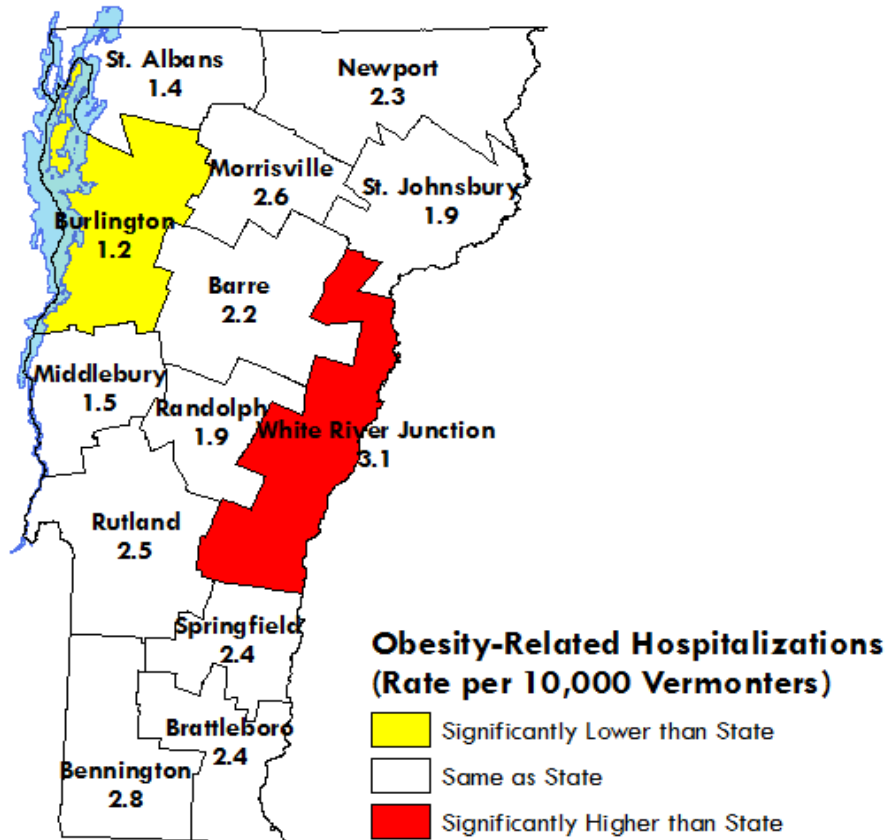 St. Albans
1.4
Newport
2.3
Morrisville
2.6
St. Johnsbury
1.9
Burlington
1.2
Barre
2.2
Middlebury
1.5
Randolph
1.9
White River Junction
3.1
Rutland
2.5
Springfield
2.4
Brattleboro
2.4
Bennington
2.8
Obesity-Related Hospitalizations
(Rate per 10,000 Vermonters)
Significantly Lower than State
Same as State
Significantly Higher than State